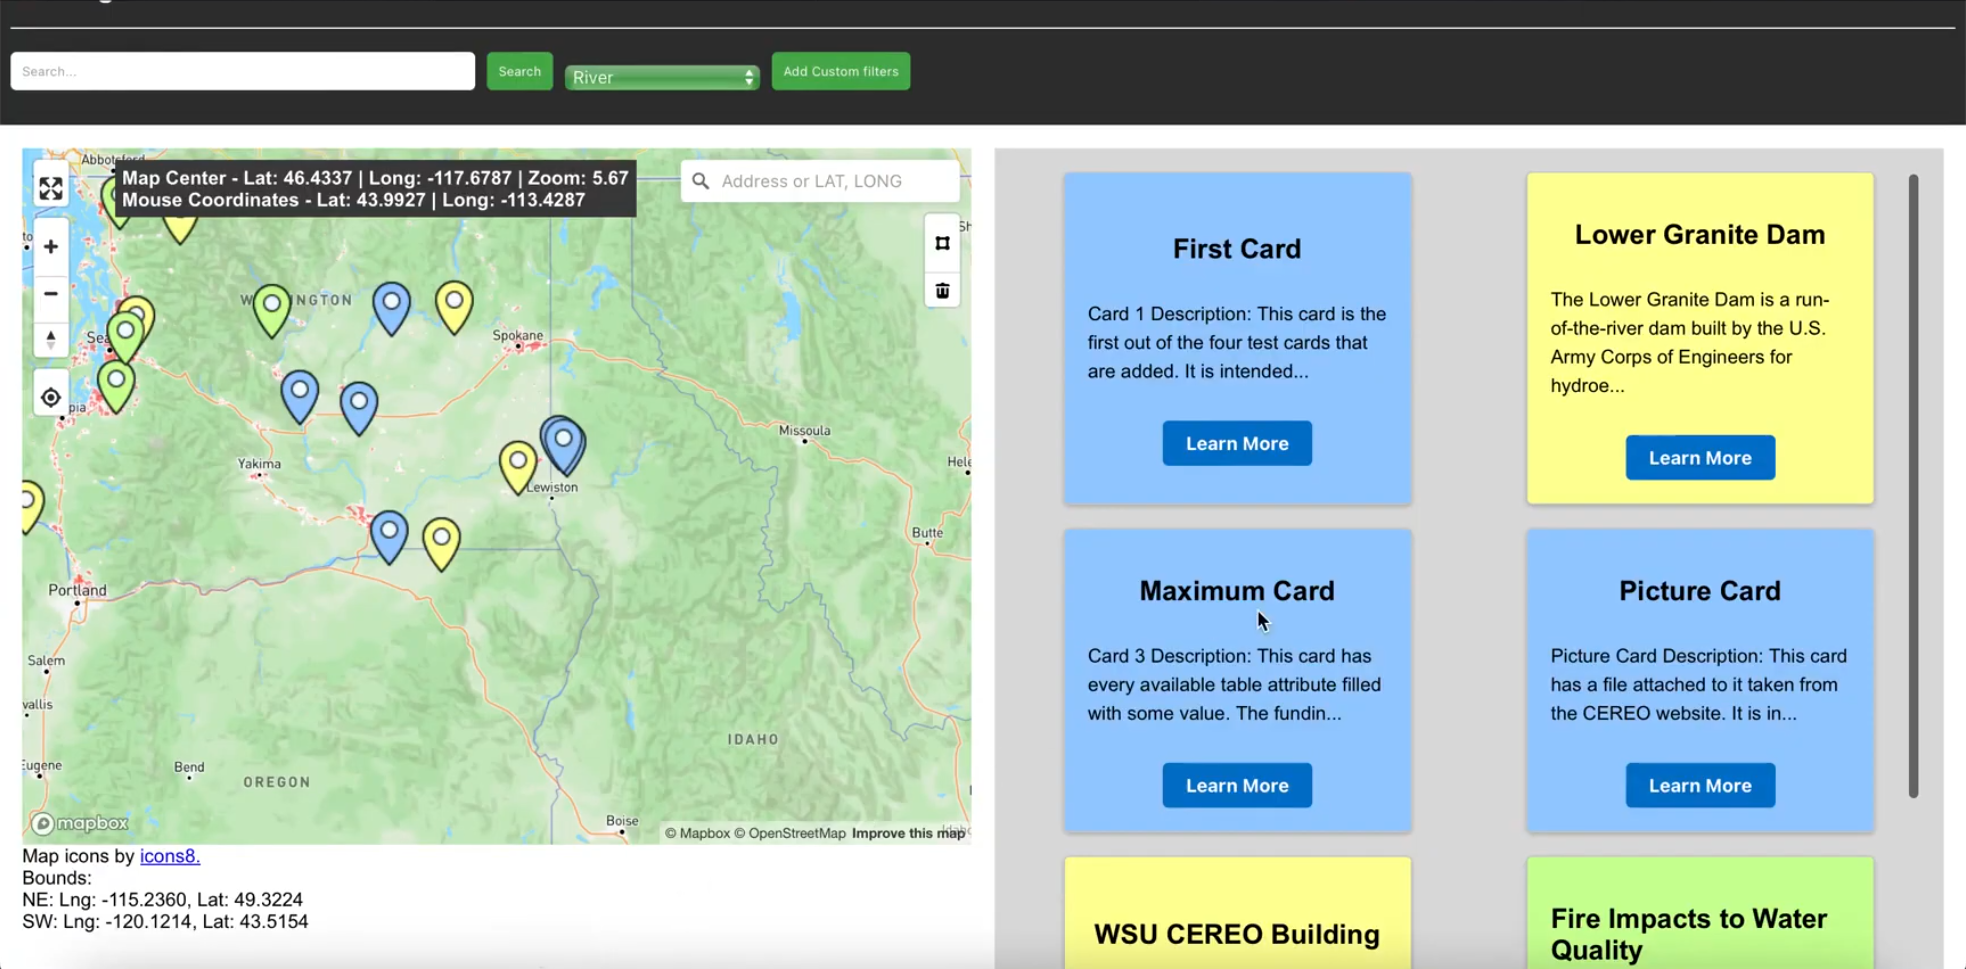 Search...
Search
River
Add Custom filters
Map Center - Lat: 46.4337 | Long: -117.6787 | Zoom: 5.67
Mouse Coordinates - Lat: 43.9927 | Long: -113.4287
Address or LAT, LONG
Spokane
Missoula
Yakima
Lewiston
Butte
Portland
Salem
vallis
Eugene
Bend
OREGON
IDAHO
Boise
mapbox
© Mapbox © OpenStreetMap Improve this map
Map icons by icons8.
Bounds:
NE: Lng: -115.2360, Lat: 49.3224
SW: Lng: -120.1214, Lat: 43.5154
First Card
Card 1 Description: This card is the
first out of the four test cards that
are added. It is intended...
Learn More
Lower Granite Dam
The Lower Granite Dam is a run-
of-the-river dam built by the U.S.
Army Corps of Engineers for
hydroe...
Learn More
Maximum Card
Card 3 Description: This card has
every available table attribute filled
with some value. The fundin...
Learn More
Picture Card
Picture Card Description: This card
has a file attached to it taken from
the CEREO website. It is in...
Learn More
WSU CEREO Building
Fire Impacts to Water
Quality